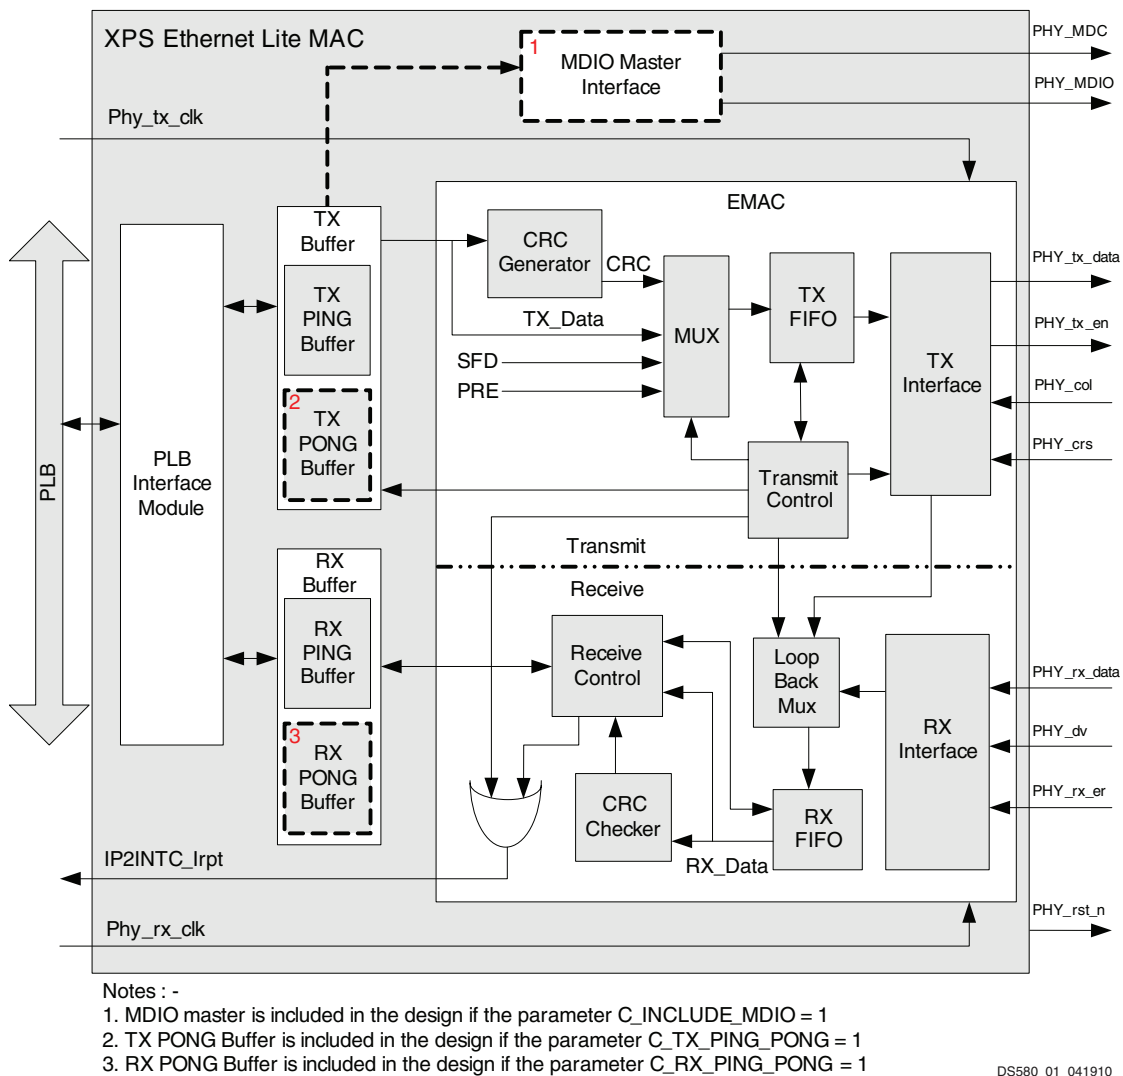 XPS Ethernet Lite MAC
1
MDIO Master
Interface
PHY_MDC
PHY_MDIO
Phy_tx_clk
EMAC
TX
Buffer
TX
PING
Buffer
2
TX
PONG
Buffer
CRC
Generator
CRC
TX_Data
SFD
PRE
MUX
TX
FIFO
TX
Interface
PHY_tx_data
PHY_tx_en
PHY_col
PHY_crs
PLB
PLB
Interface
Module
Transmit
Control
Transmit
Receive
RX
Buffer
RX
PING
Buffer
3
RX
PONG
Buffer
Receive
Control
Loop
Back
Mux
RX
Interface
PHY_rx_data
PHY_dv
PHY_rx_er
CRC
Checker
RX
FIFO
RX_Data
IP2INTC_Irpt
Phy_rx_clk
PHY_rst_n
Notes : -
1. MDIO master is included in the design if the parameter C_INCLUDE_MDIO = 1
2. TX PONG Buffer is included in the design if the parameter C_TX_PING_PONG = 1
3. RX PONG Buffer is included in the design if the parameter C_RX_PING_PONG = 1
DS580_01_041910